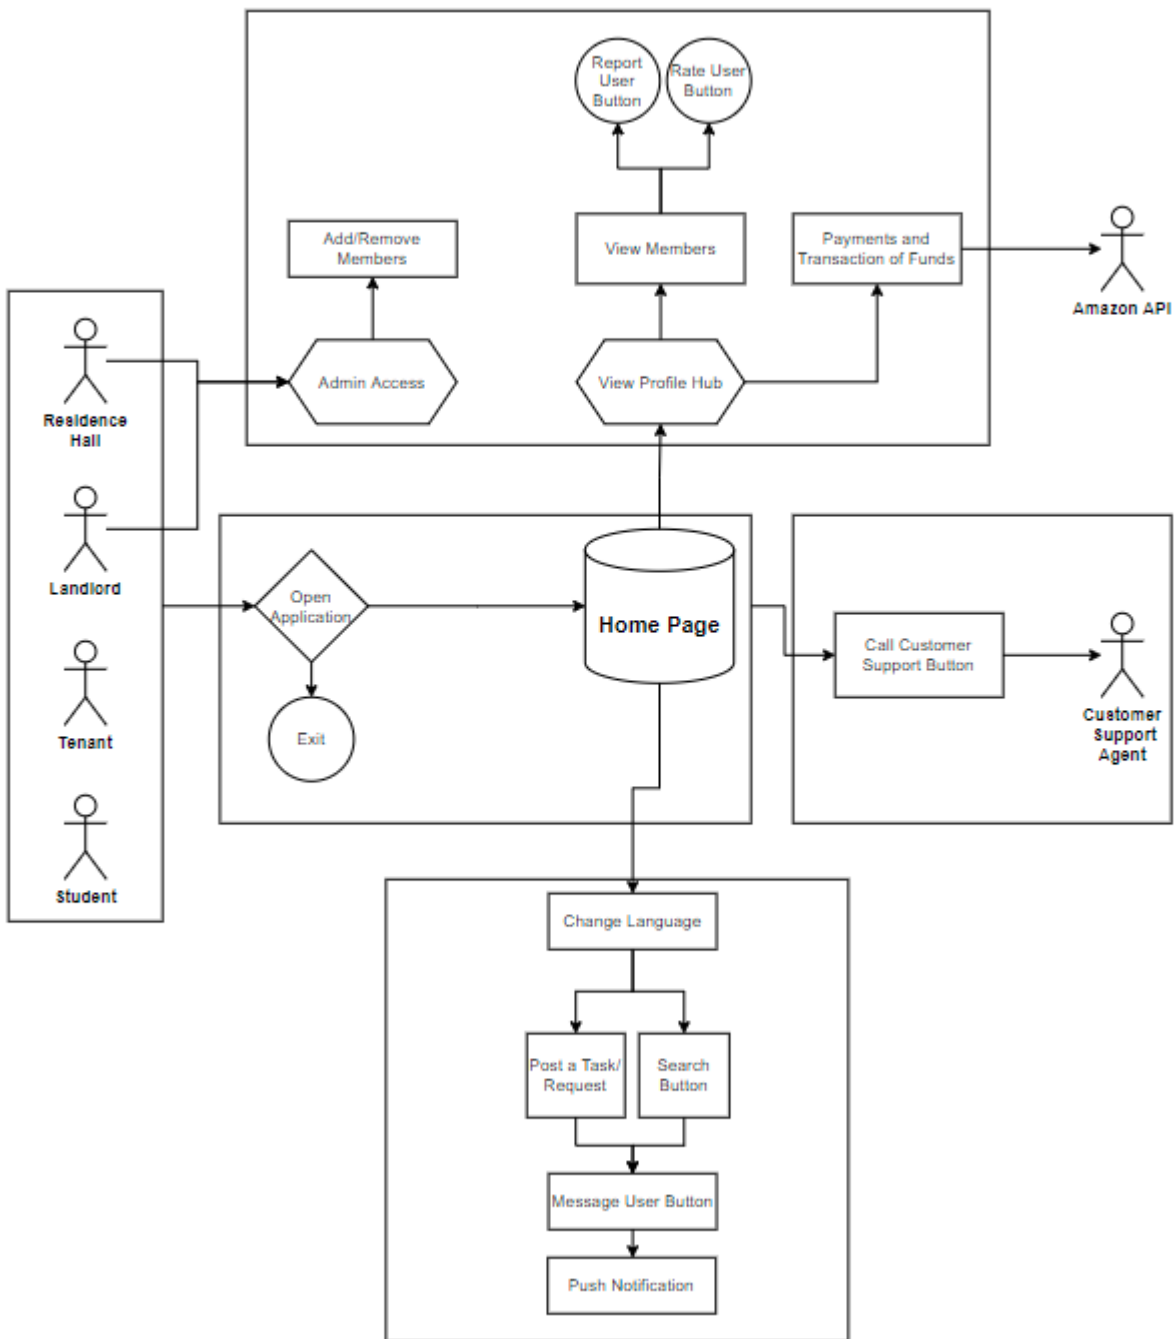 Report
User
Button
Rate User
Button
Add/Remove
Members
View Members
Payments and
Transaction of Funds
Amazon API
Residence
Hall
Admin Access
View Profile Hub
Landlord
Open
Application
Home Page
Call Customer
Support Button
Tenant
Exit
Customer
Support
Agent
Student
Change Language
Post a Task/
Request
Search
Button
Message User Button
Push Notification